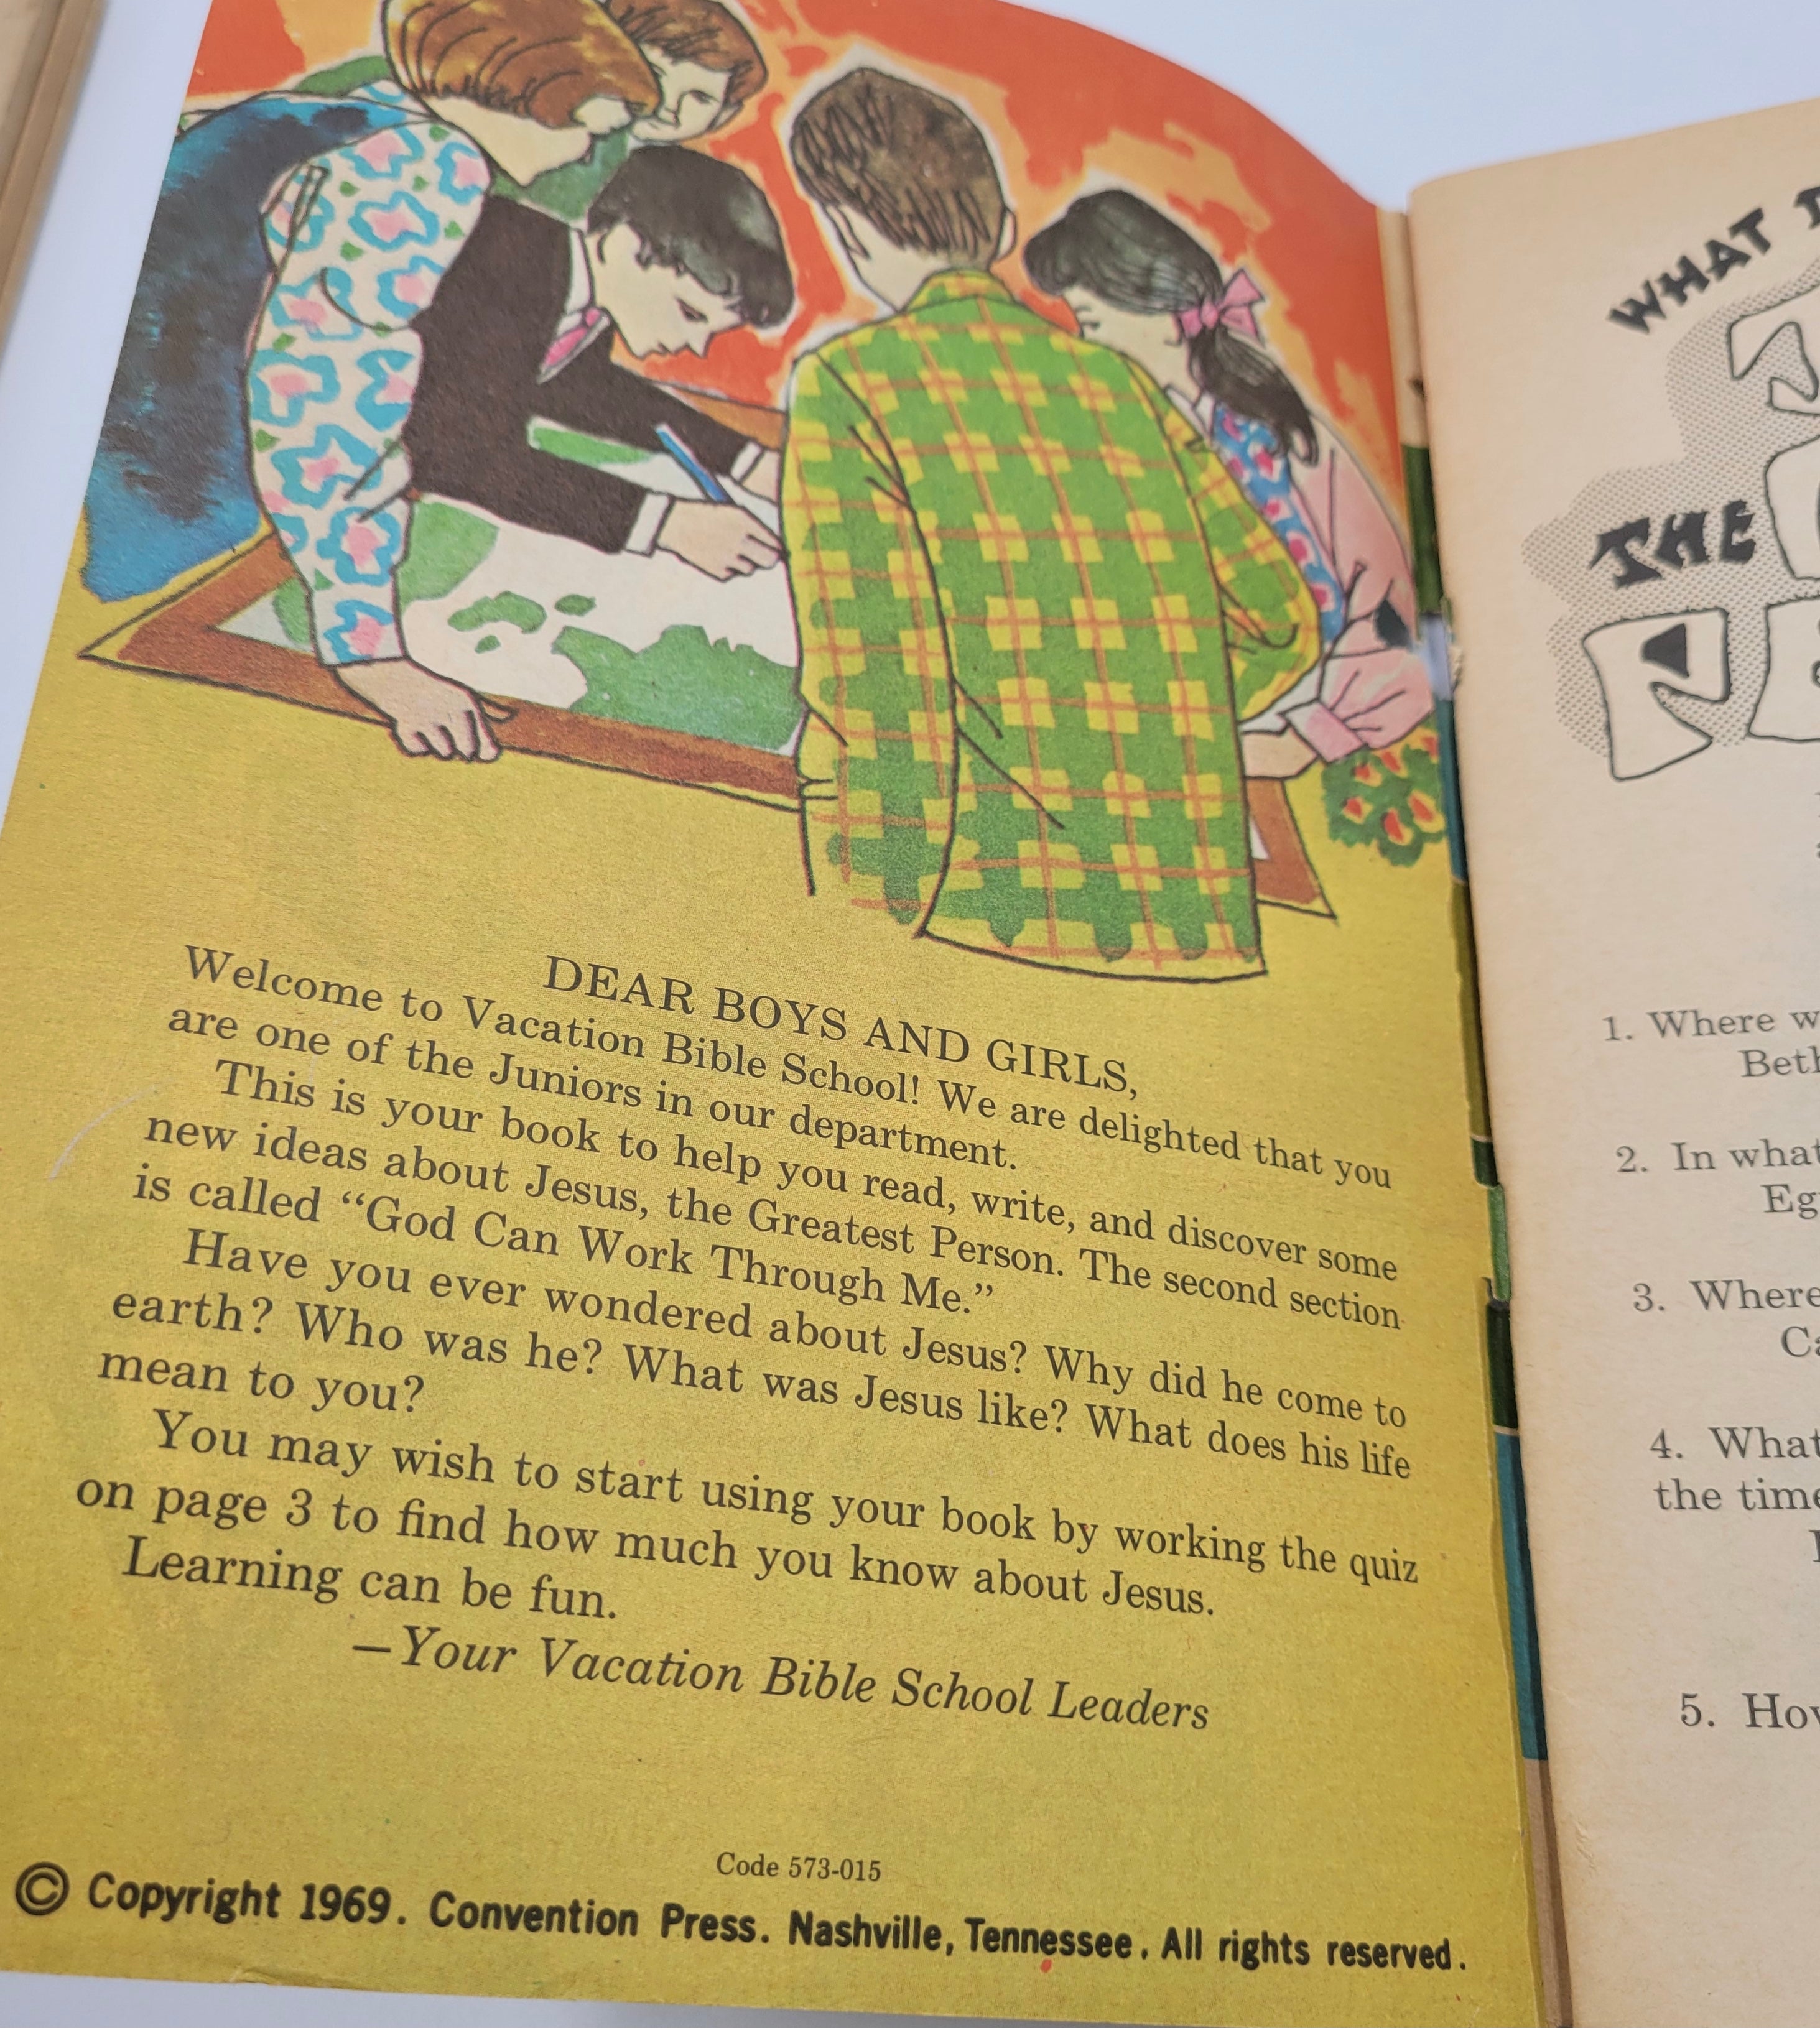 DEAR BOYS AND GIRLS,
Welcome to Vacation Bible School! We are delighted that you
are one of the Juniors in our department.
This is your book to help you read, write, and discover some
new ideas about Jesus, the Greatest Person. The second section
is called “God Can Work Through Me.”
Have you ever wondered about Jesus? Why did he come to
earth? Who was he? What was Jesus like? What does his life
mean to you?
You may wish to start using your book by working the quiz
on page 3 to find how much you know about Jesus.
Learning can be fun.
—Your Vacation Bible School Leaders
Code 573-015
© Copyright 1969. Convention Press. Nashville, Tennessee. All rights reserved.
WHAT
THE
1. Where
2. In what
3. Where
4. What
the time
5.